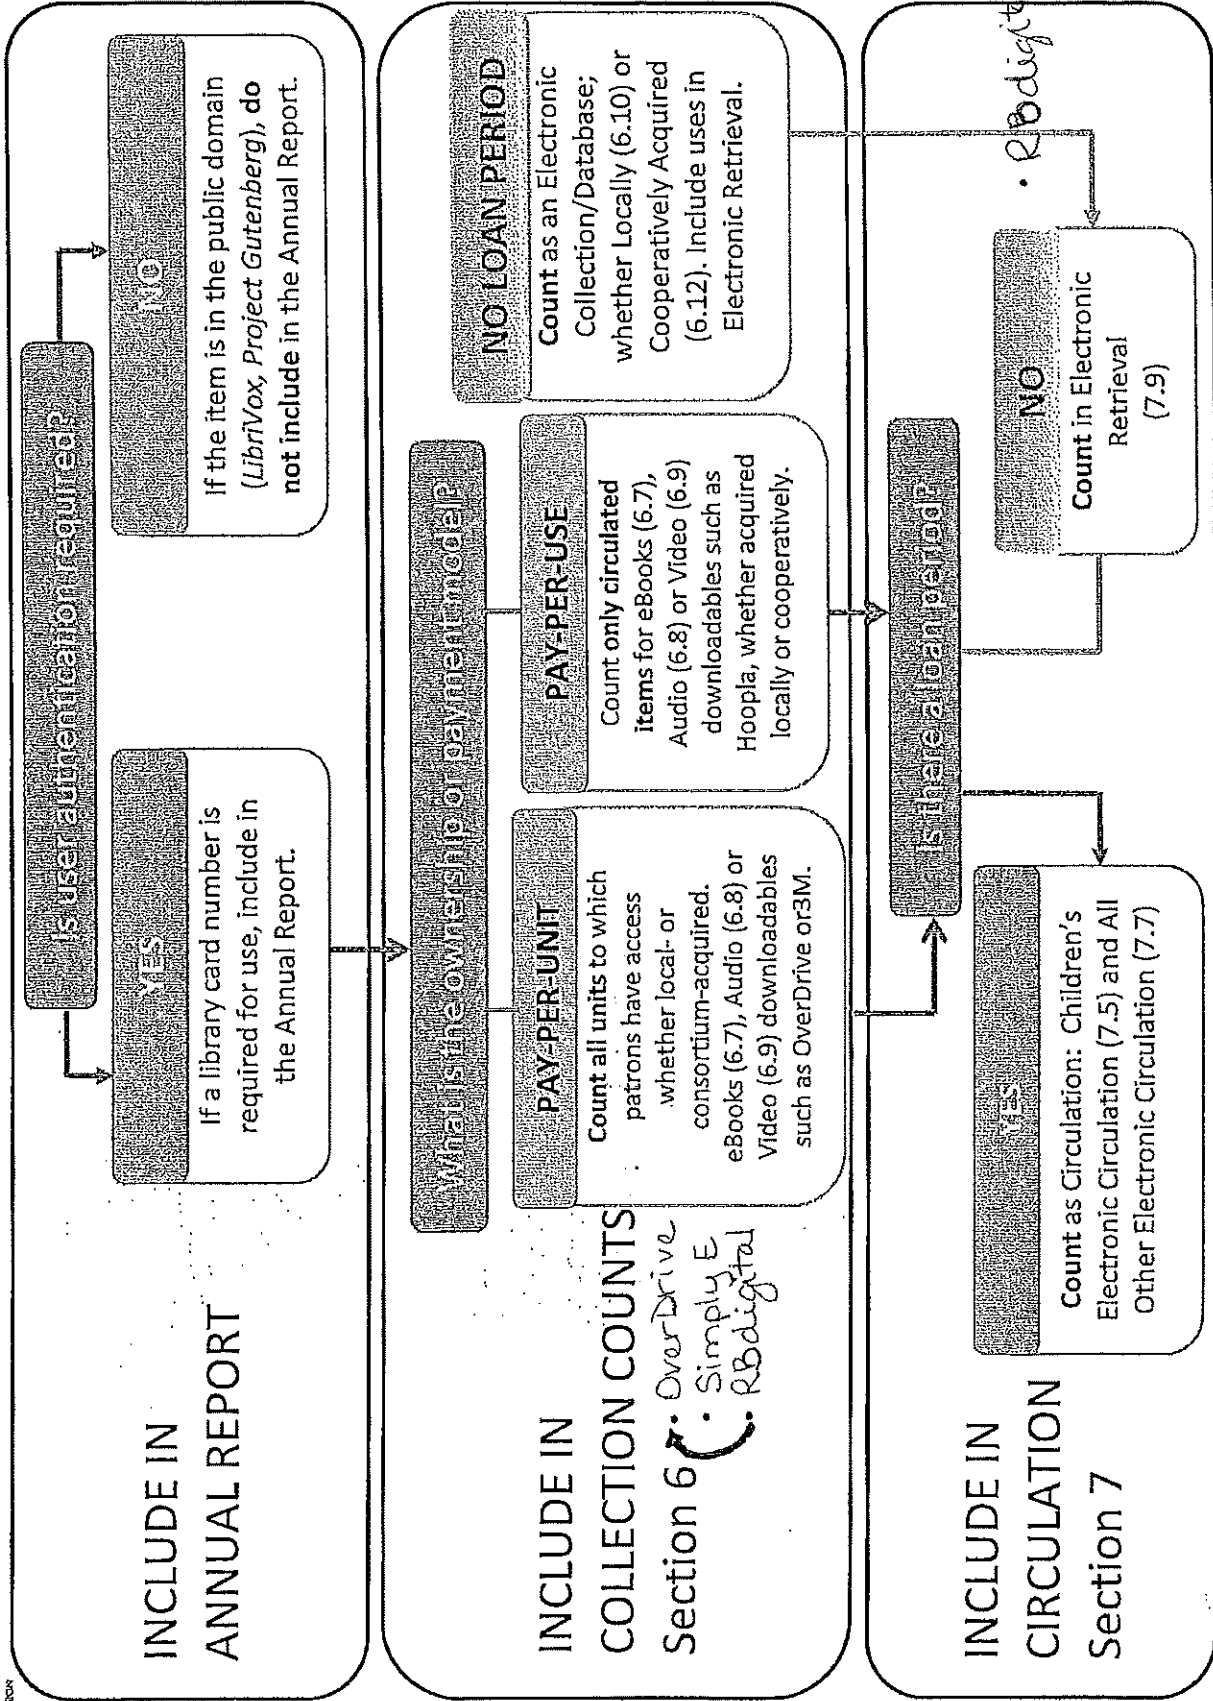 INCLUDE IN
ANNUAL REPORT
Is user authentication required?
YES
If a library card number is
required for use, include in
the Annual Report.
NO
If the item is in the public domain
(LibriVox, Project Gutenberg), do
not include in the Annual Report.
INCLUDE IN
COLLECTION COUNTS
Section 6
• OverDrive
• Simply E
• RBdigital
What is the ownership or payment model?
PAY-PER-UNIT
Count all units to which
patrons have access
whether local- or
consortium-acquired.
eBooks (6.7), Audio (6.8) or
Video (6.9) downloadables
such as OverDrive or3M.
PAY-PER-USE
Count only circulated
items for eBooks (6.7),
Audio (6.8) or Video (6.9)
downloadables such as
Hoopla, whether acquired
locally or cooperatively.
NO LOAN PERIOD
Count as an Electronic
Collection/Database;
whether Locally (6.10) or
Cooperatively Acquired
(6.12). Include uses in
Electronic Retrieval.
INCLUDE IN
CIRCULATION
Section 7
Is there a loan period?
YES
Count as Circulation: Children's
Electronic Circulation (7.5) and All
Other Electronic Circulation (7.7)
NO
Count in Electronic
Retrieval
(7.9)
• RBdigit